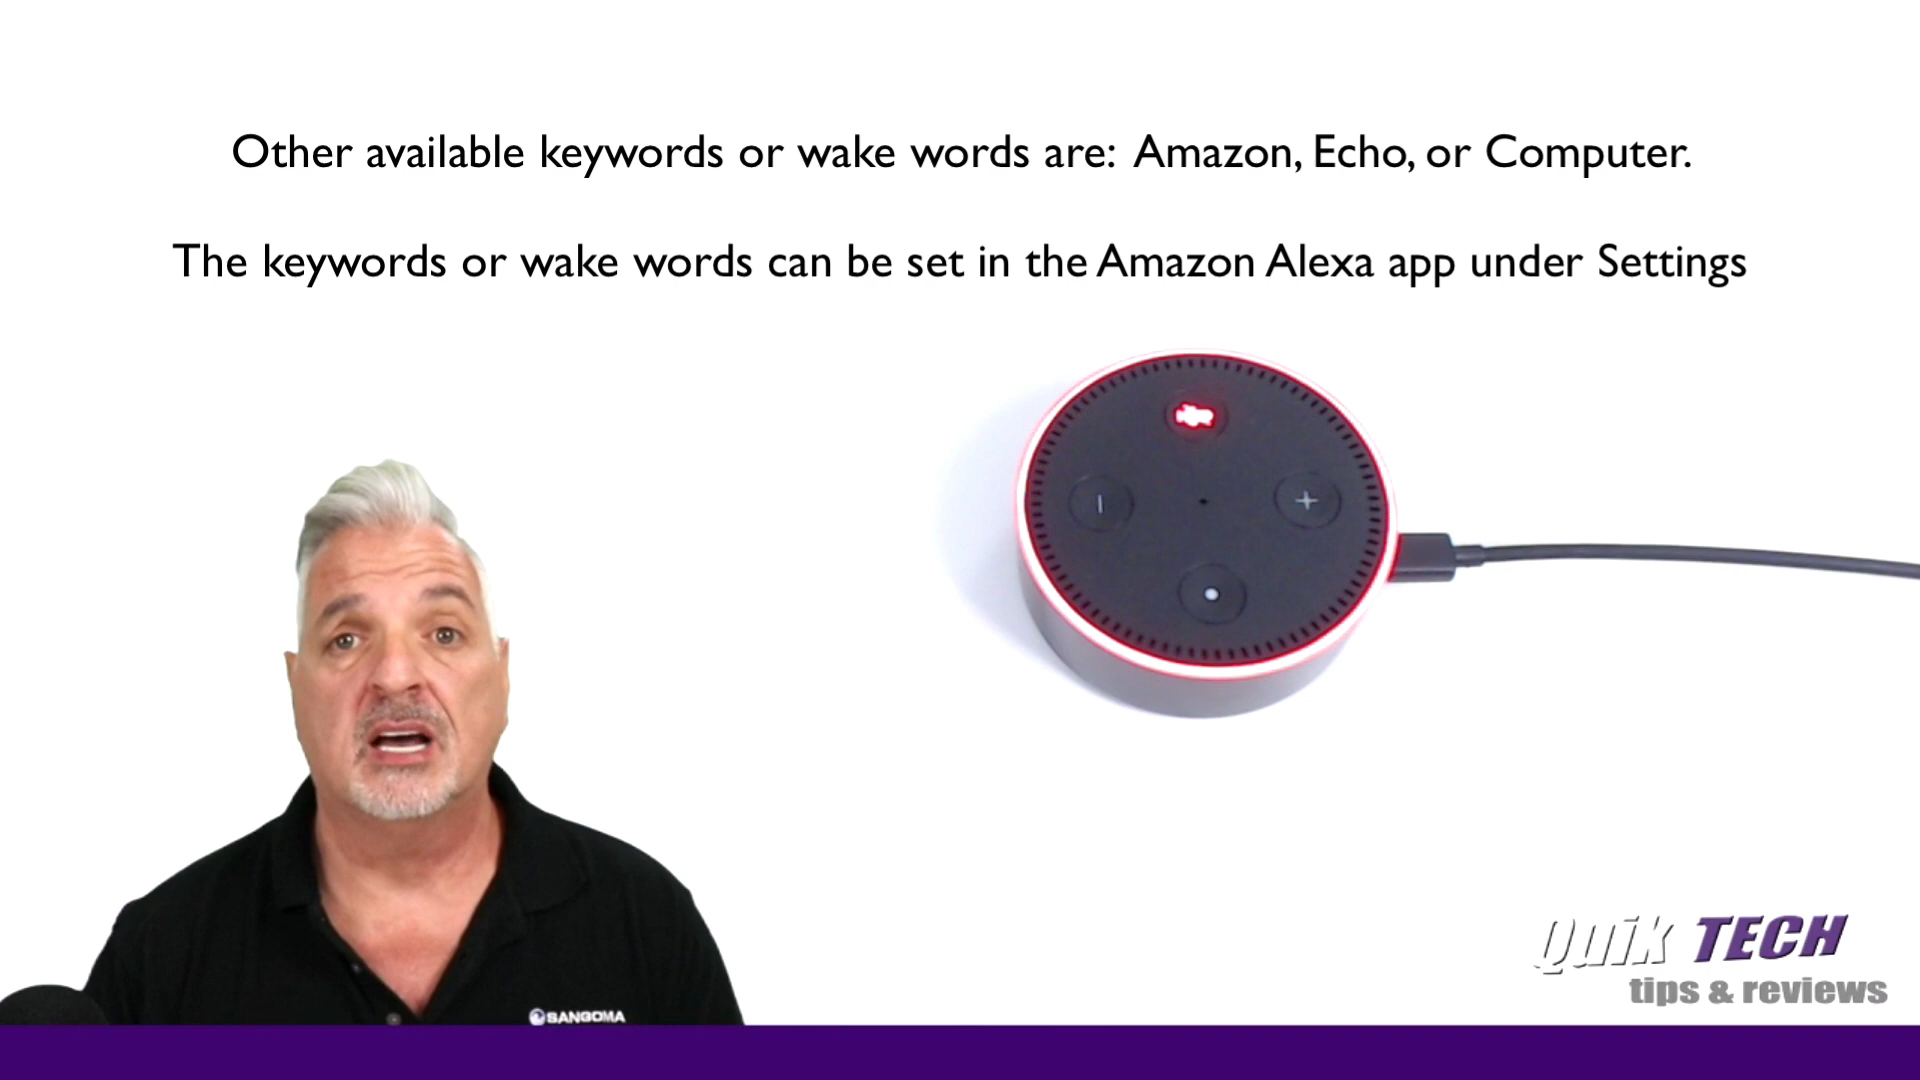 Other available keywords or wake words are: Amazon, Echo, or Computer.
The keywords or wake words can be set in the Amazon Alexa app under Settings
SANGOMA
Quik TECH
tips & reviews